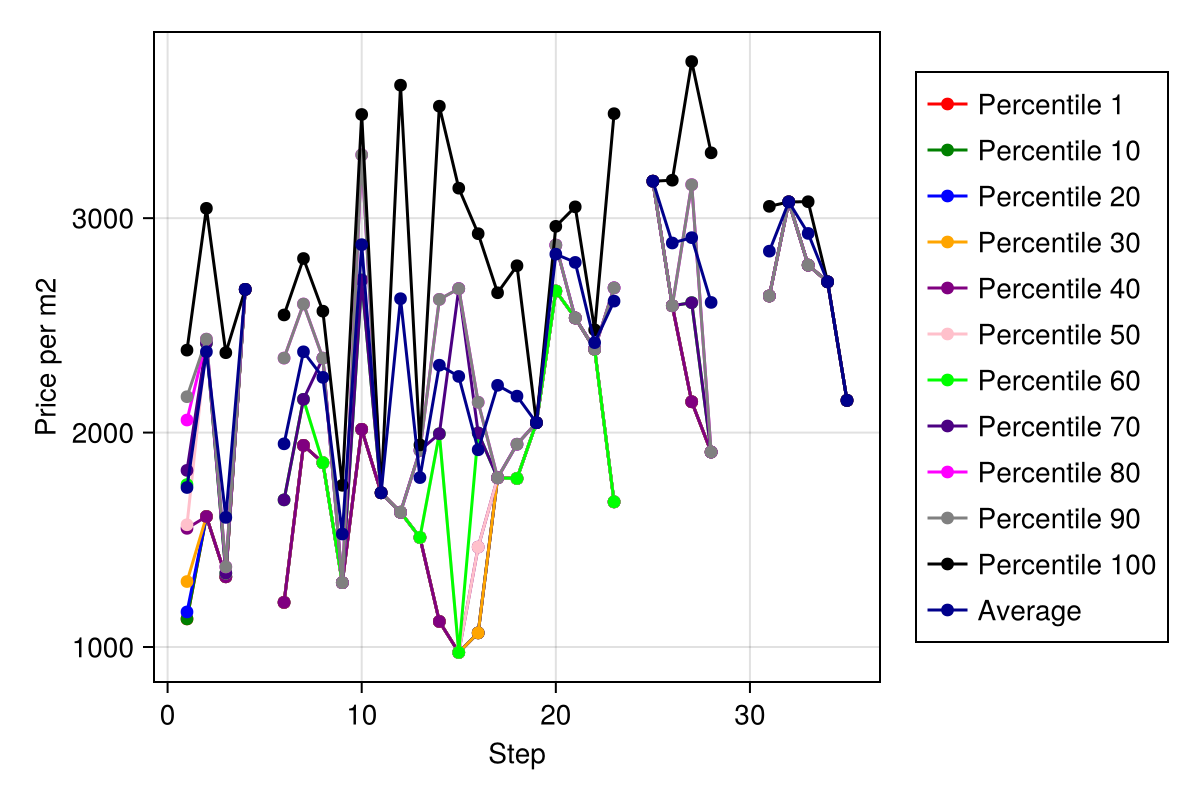 Price per m2
3000
2000
1000
0 10 20 30
Step
Percentile 1
Percentile 10
Percentile 20
Percentile 30
Percentile 40
Percentile 50
Percentile 60
Percentile 70
Percentile 80
Percentile 90
Percentile 100
Average